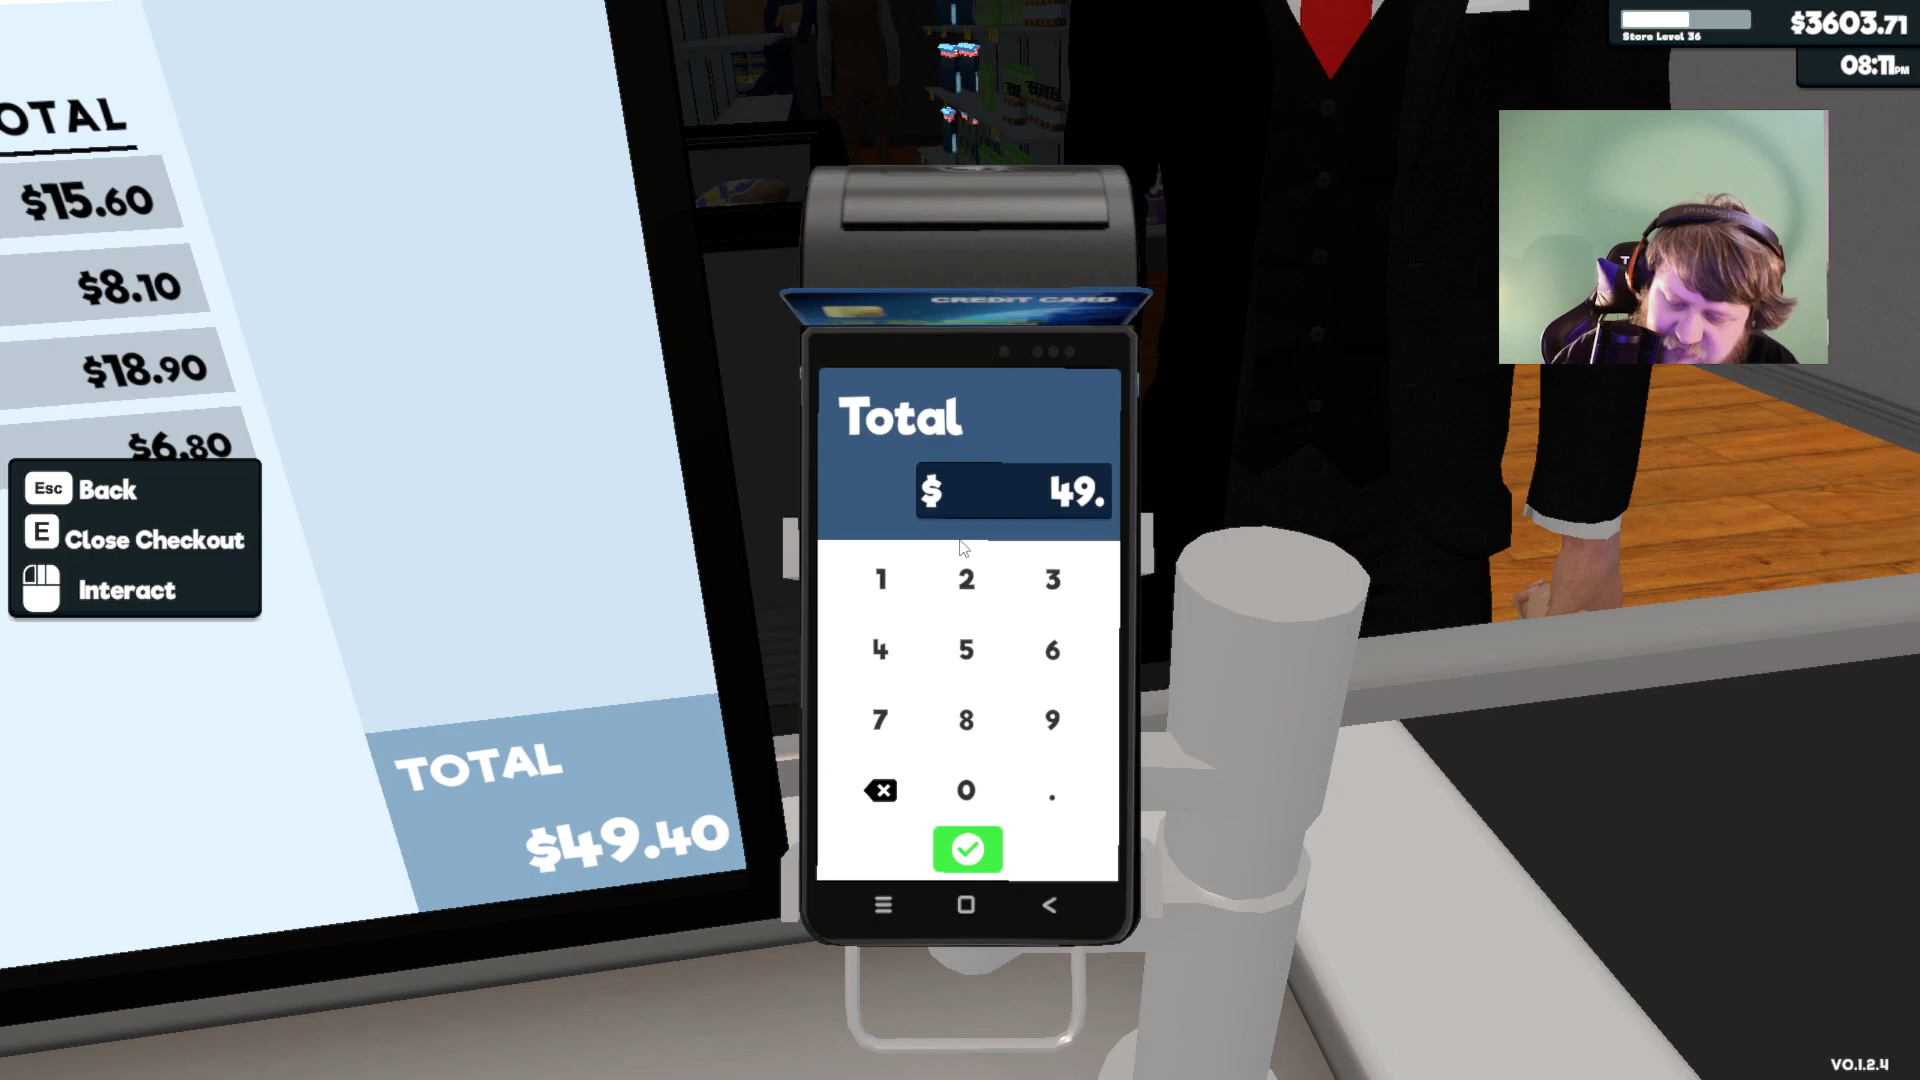 OTAL
$15.60
$8.10
$18.90
$6.80
Esc Back
E Close Checkout
Interact
TOTAL
$49.40
CREDIT CARD
Total
$ 49.
1 2 3
4 5 6
7 8 9
0 .
$3603.71
Store Level 36
08:11PM
V0.1.2.4